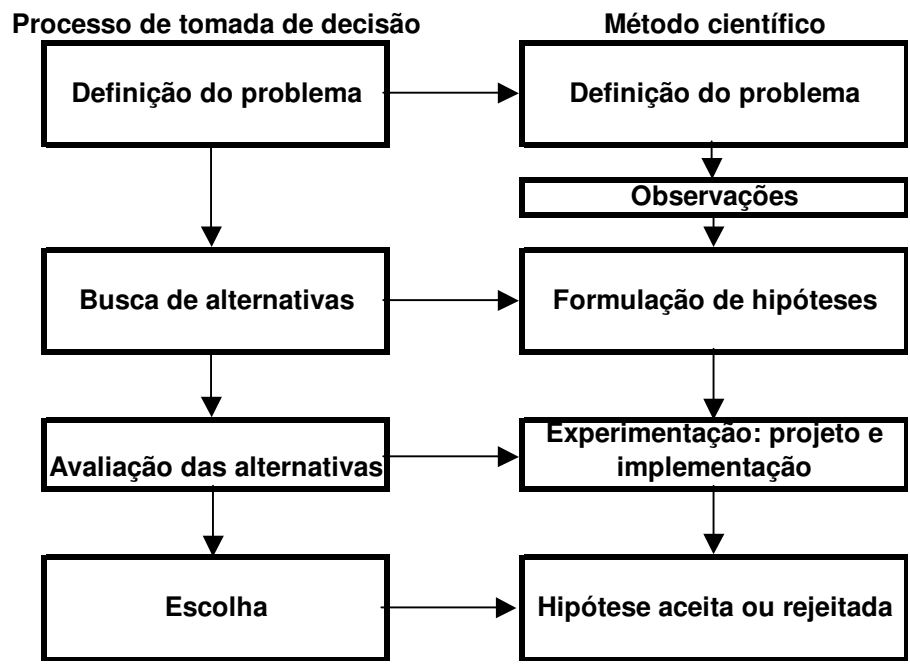 Processo de tomada de decisão
Método científico
Definição do problema
Definição do problema
Observações
Busca de alternativas
Formulação de hipóteses
Avaliação das alternativas
Experimentação: projeto e
implementação
Escolha
Hipótese aceita ou rejeitada